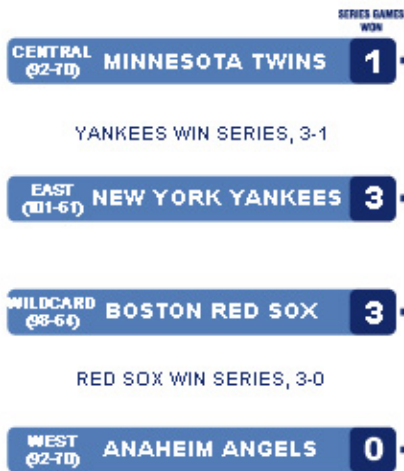 SERIES GAMES
WON
CENTRAL
(92-70)
MINNESOTA TWINS 1
YANKEES WIN SERIES, 3-1
EAST
(101-61)
NEW YORK YANKEES 3
WILDCARD
(98-64)
BOSTON RED SOX 3
RED SOX WIN SERIES, 3-0
WEST
(92-70)
ANAHEIM ANGELS 0